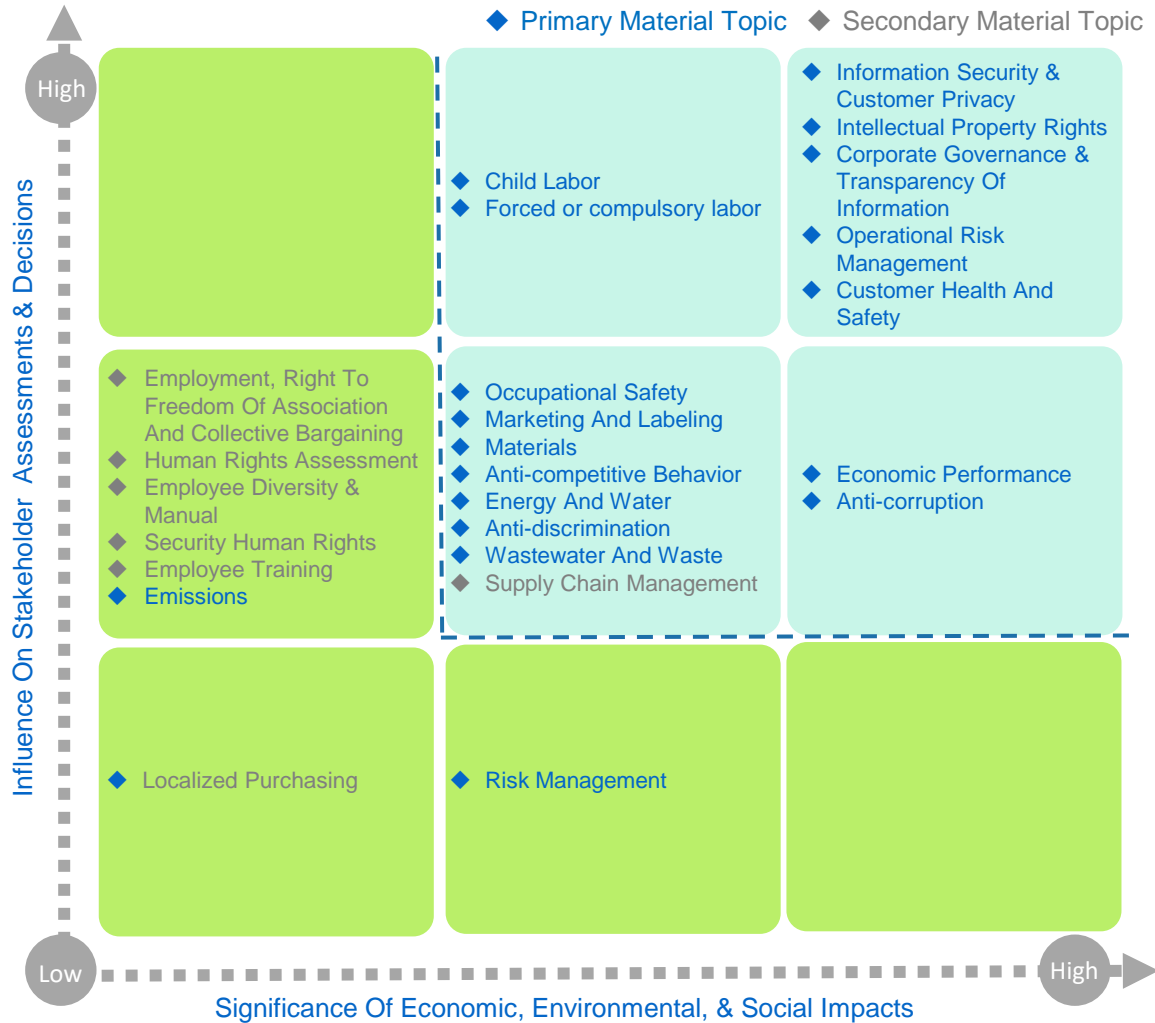 ◆ Primary Material Topic ◆ Secondary Material Topic
High
Influence On Stakeholder Assessments & Decisions
◆ Child Labor
◆ Forced or compulsory labor
◆ Information Security &
Customer Privacy
◆ Intellectual Property Rights
◆ Corporate Governance &
Transparency Of
Information
◆ Operational Risk
Management
◆ Customer Health And
Safety
◆ Employment, Right To
Freedom Of Association
And Collective Bargaining
◆ Human Rights Assessment
◆ Employee Diversity &
Manual
◆ Security Human Rights
◆ Employee Training
◆ Emissions
◆ Occupational Safety
◆ Marketing And Labeling
◆ Materials
◆ Anti-competitive Behavior
◆ Energy And Water
◆ Anti-discrimination
◆ Wastewater And Waste
◆ Supply Chain Management
◆ Economic Performance
◆ Anti-corruption
◆ Localized Purchasing
◆ Risk Management
Low
High
Significance Of Economic, Environmental, & Social Impacts